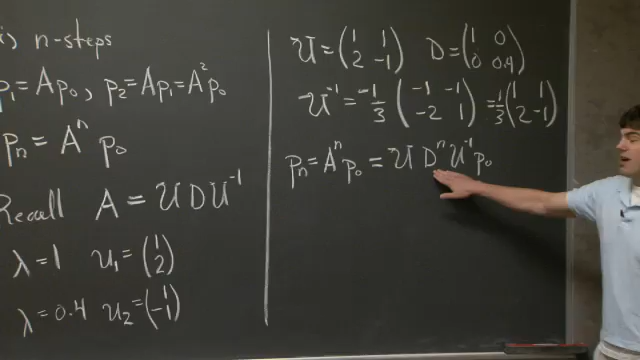 n-steps
p₁ = Ap₀, p₂ = Ap₁ = A²p₀
pₙ = Aⁿ p₀
Recall A = U D U⁻¹
λ = 1 u₁ = (1 2)
λ = 0.4 u₂ = (1 -1)
U = (1 1 2 -1) D = (1 0 0 0.4)
U⁻¹ = -1/3 (-1 -1 -2 1) = 1/3 (1 1 2 -1)
pₙ = Aⁿp₀ = U Dⁿ U⁻¹ p₀